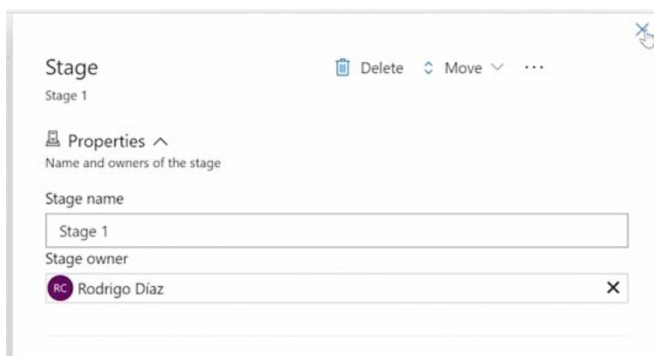 Stage
Delete
Move
...
Stage 1
Properties
Name and owners of the stage
Stage name
Stage 1
Stage owner
RC Rodrigo Díaz